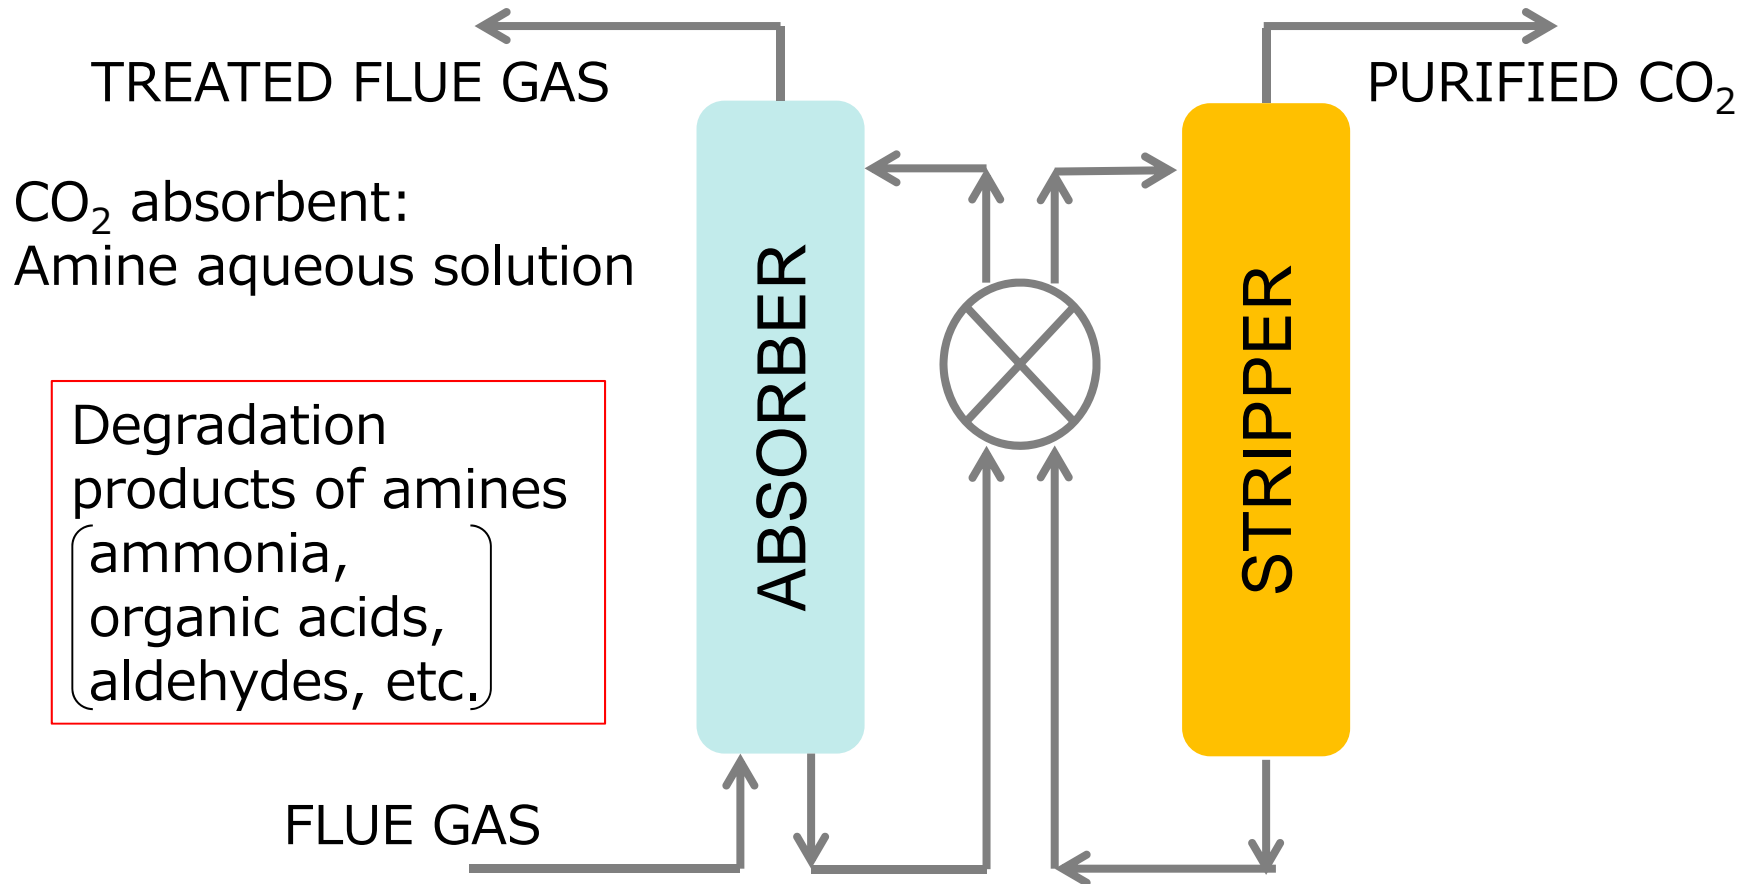 TREATED FLUE GAS
PURIFIED CO₂
CO₂ absorbent:
Amine aqueous solution
ABSORBER
STRIPPER
Degradation
products of amines
ammonia,
organic acids,
aldehydes, etc.
FLUE GAS